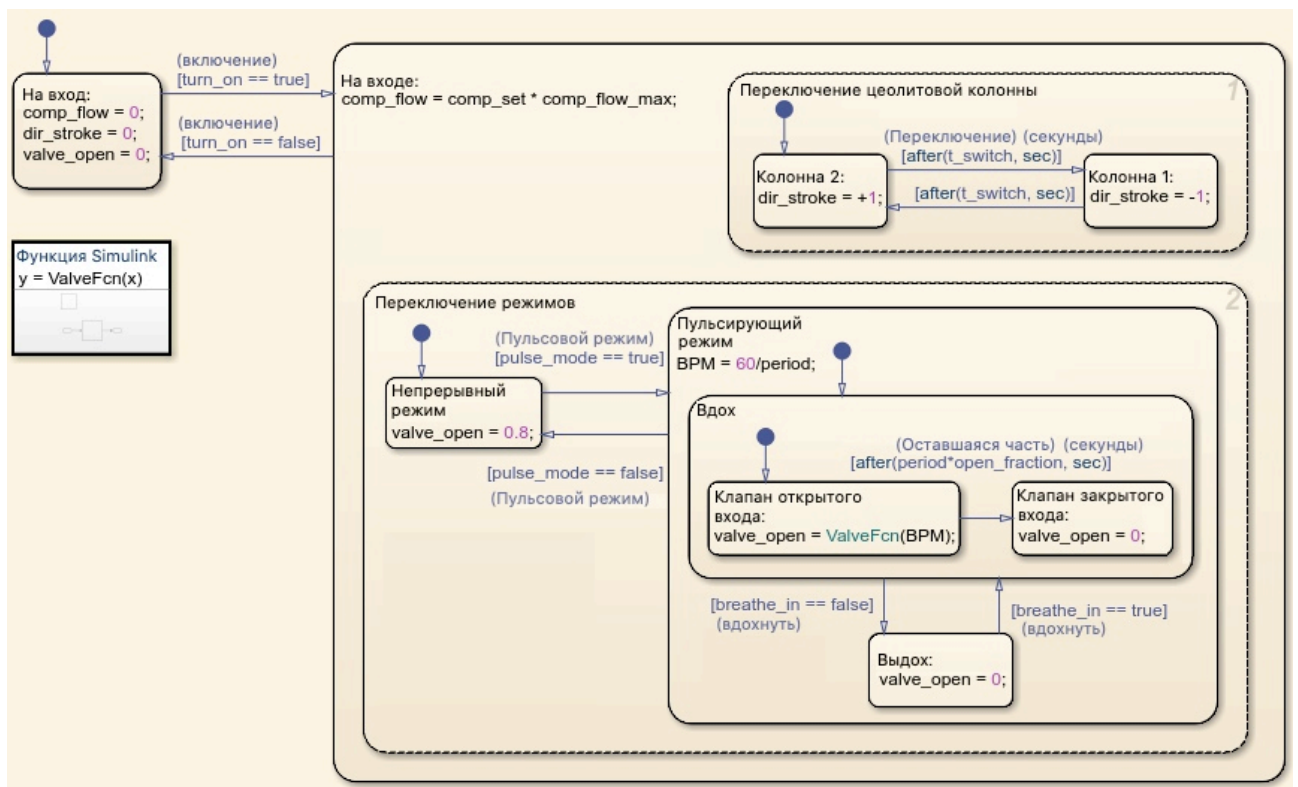 На вход:
comp_flow = 0;
dir_stroke = 0;
valve_open = 0;
(включение)
[turn_on == true]
(включение)
[turn_on == false]
Функция Simulink
y = ValveFcn(x)
На входе:
comp_flow = comp_set * comp_flow_max;
Переключение цеолитовой колонны
1
(Переключение) (секунды)
[after(t_switch, sec)]
Колонна 2:
dir_stroke = +1;
[after(t_switch, sec)]
Колонна 1:
dir_stroke = -1;
Переключение режимов
2
(Пульсовой режим)
[pulse_mode == true]
Непрерывный
режим
valve_open = 0.8;
[pulse_mode == false]
(Пульсовой режим)
Пульсирующий
режим
BPM = 60/period;
Вдох
(Оставшаяся часть) (секунды)
[after(period*open_fraction, sec)]
Клапан открытого
входа:
valve_open = ValveFcn(BPM);
Клапан закрытого
входа:
valve_open = 0;
[breathe_in == false]
(вдохнуть)
[breathe_in == true]
(вдохнуть)
Выдох:
valve_open = 0;